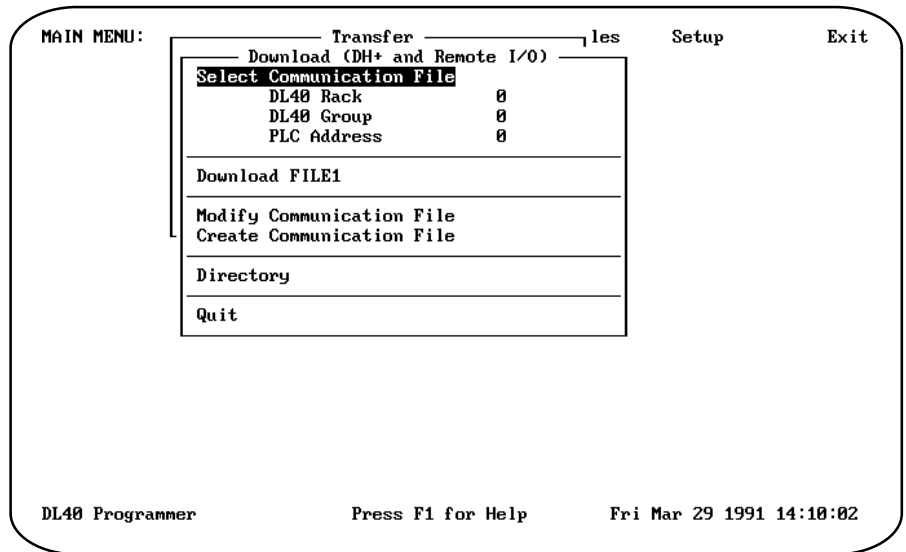 MAIN MENU: Transfer les Setup Exit
Download (DH+ and Remote I/O)
Select Communication File
DL40 Rack 0
DL40 Group 0
PLC Address 0
Download FILE1
Modify Communication File
Create Communication File
Directory
Quit
DL40 Programmer Press F1 for Help Fri Mar 29 1991 14:10:02